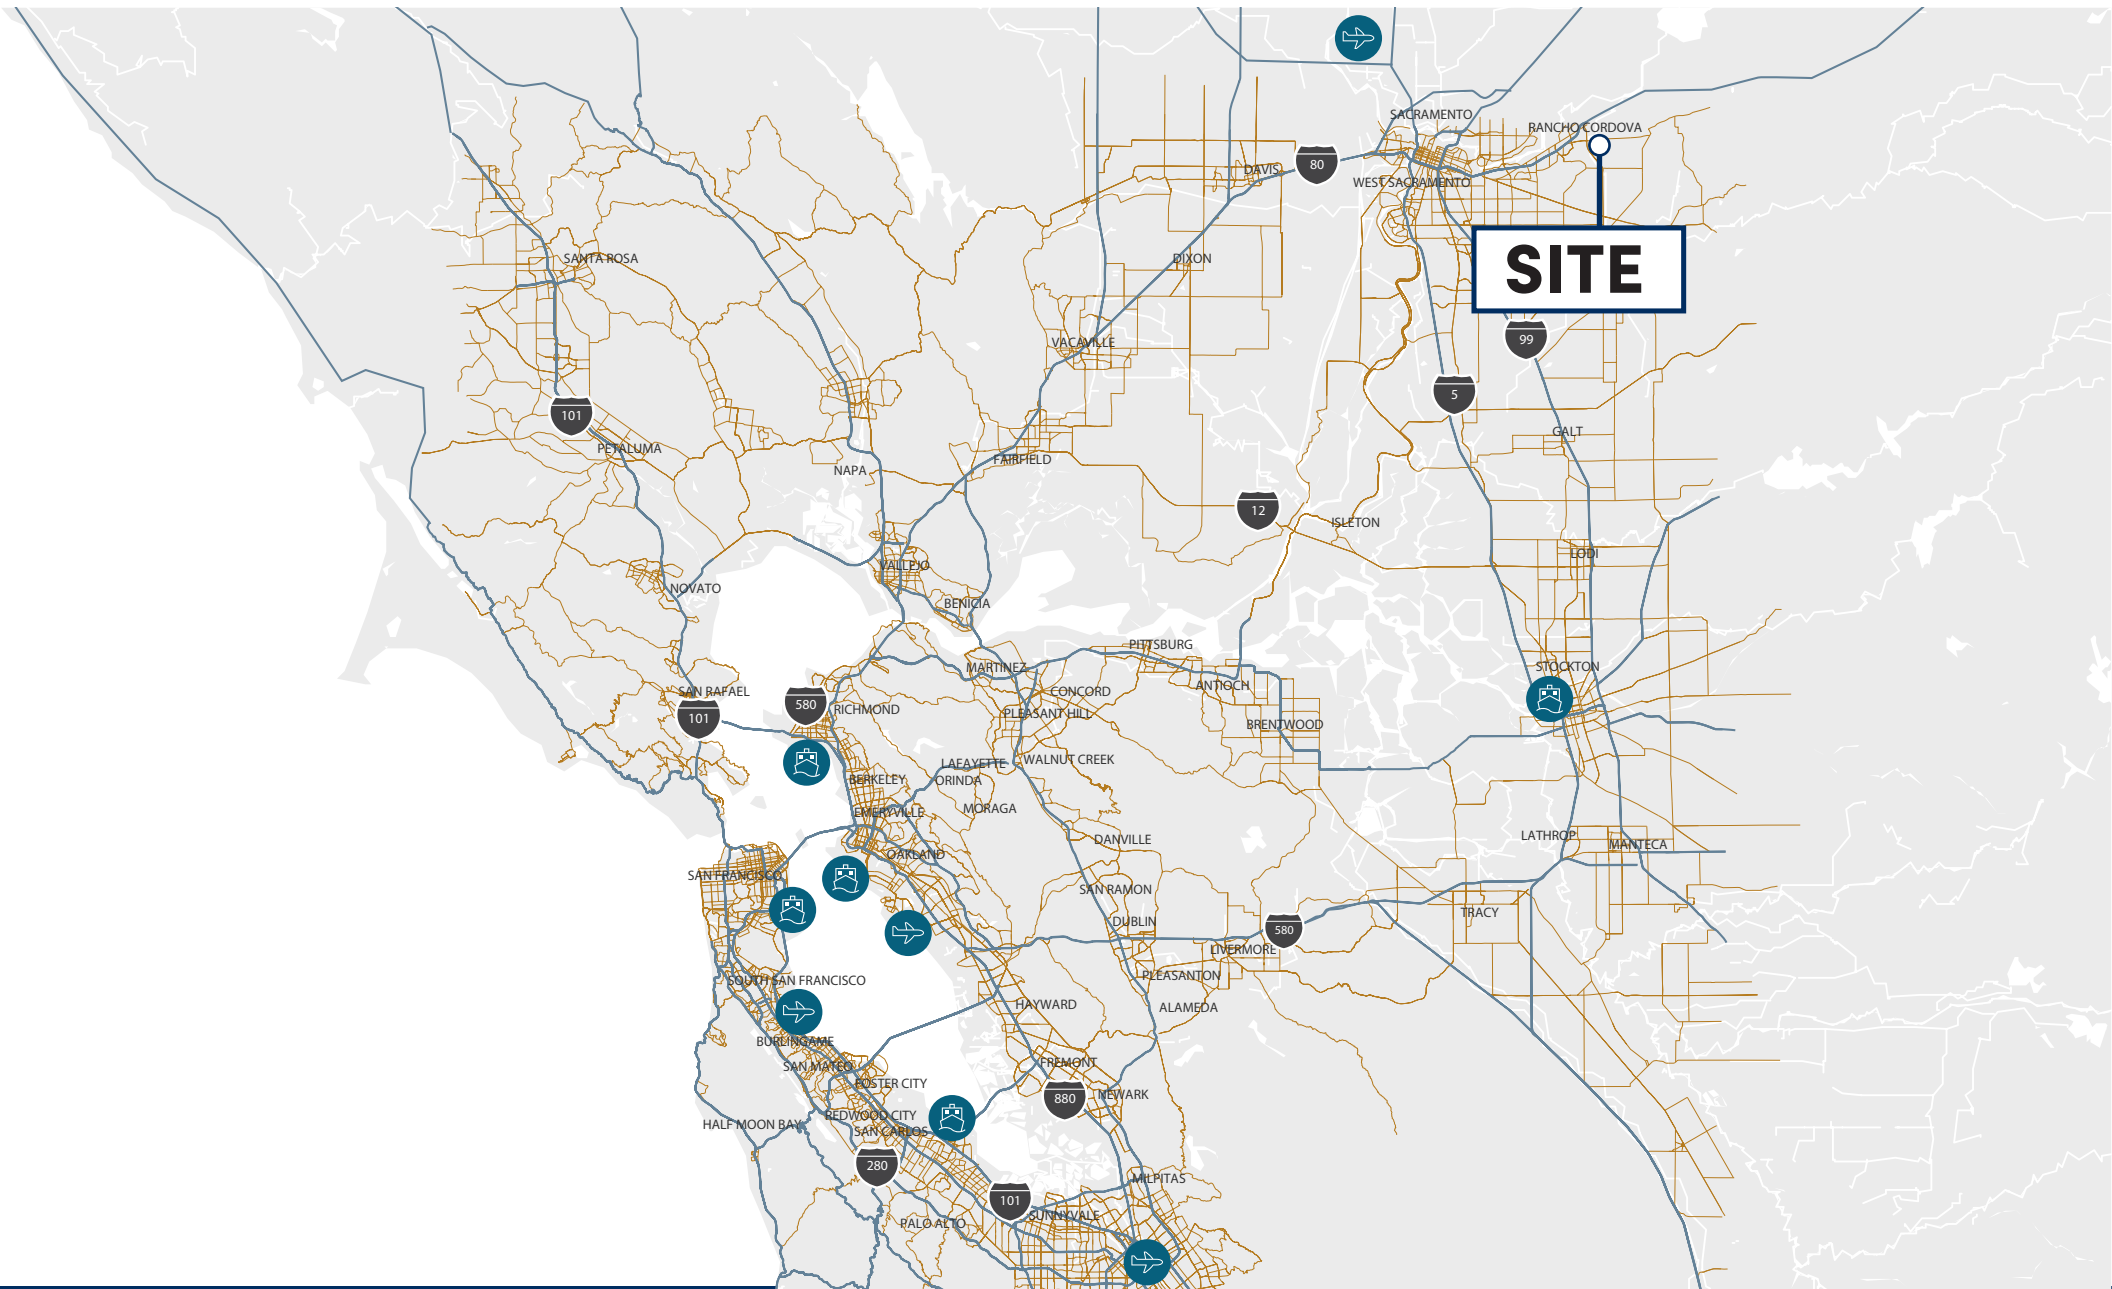 SACRAMENTO
RANCHO CORDOVA
80
DAVIS
WEST SACRAMENTO
SITE
SANTA ROSA
DIXON
99
VACAVILLE
5
101
GALT
PETALUMA
FAIRFIELD
NAPA
12
ISLETON
LODI
VALLEJO
NOVATO
BENICIA
PITTSBURG
MARTINEZ
STOCKTON
ANTIOCH
SAN RAFAEL
CONCORD
580
RICHMOND
PLEASANT HILL
101
BRENTWOOD
LAFAYETTE
WALNUT CREEK
BERKELEY
ORINDA
MORAGA
EMERYVILLE
LATHROP
DANVILLE
MANTECA
OAKLAND
SAN FRANCISCO
SAN RAMON
TRACY
DUBLIN
580
LIVERMORE
PLEASANTON
SOUTH SAN FRANCISCO
HAYWARD
ALAMEDA
BURLINGAME
FREMONT
SAN MATEO
FOSTER CITY
NEWARK
880
REDWOOD CITY
HALF MOON BAY
SAN CARLOS
280
MILPITAS
101
SUNNYVALE
PALO ALTO